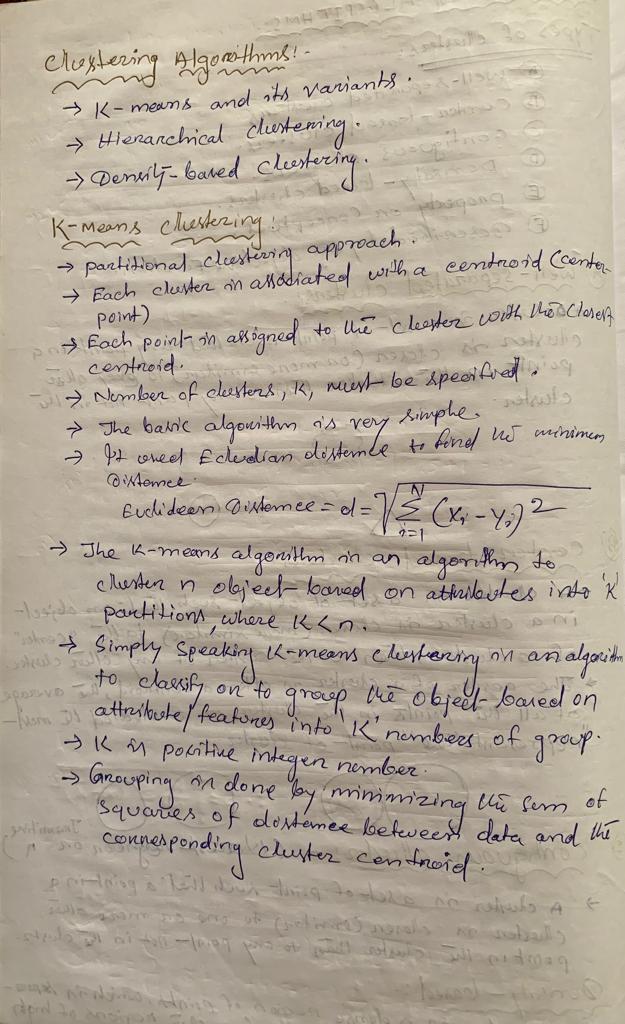 Clustering Algorithms:-
→ K-means and its variants.
→ Hierarchical clustering.
→ Density-based clustering.
K-Means clustering:
→ partitional clustering approach.
→ Each cluster is associated with a centroid (center
point)
→ Each point is assigned to the cluster with the closest
centroid.
→ Number of clusters, K, must be specified.
→ The basic algorithm is very simple.
→ It used Ecludian distance to find the minimum
Distance.
Euclidean Distance = d = √ Σ_{i=1}^{N} (X_i - Y_i)^2
→ The K-means algorithm is an algorithm to
cluster n object based on attributes into 'K'
partitions, where K < n.
→ Simply speaking K-means clustering is an algorithm
to classify or to group the object based on
attribute/features into 'K' numbers of group.
→ K is positive integer number.
→ Grouping is done by minimizing the sum of
squares of distance between data and the
corresponding cluster centroid.